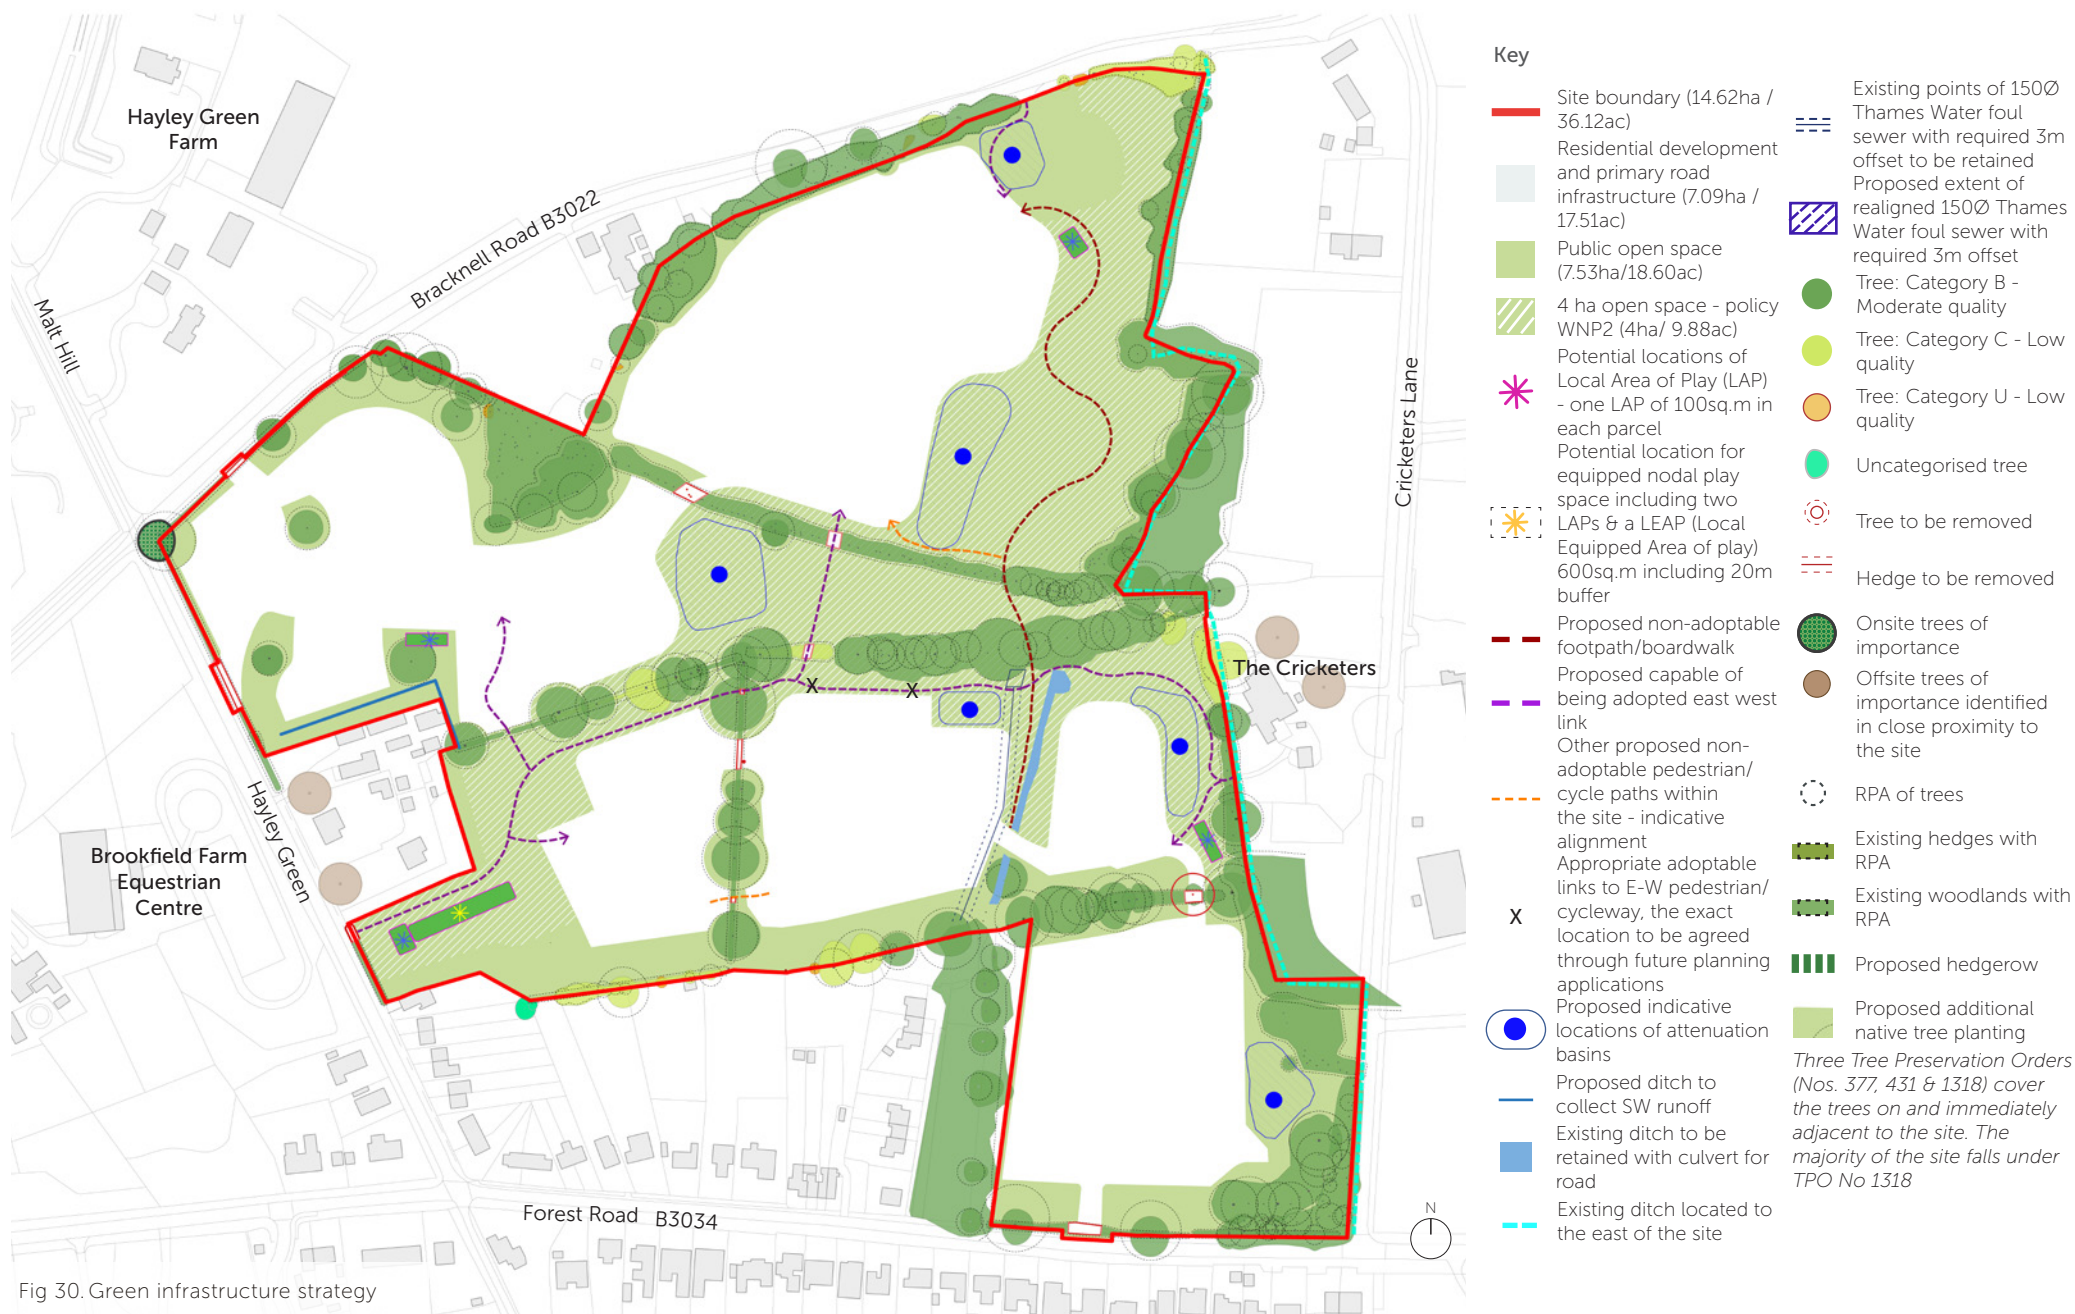 Hayley Green
Farm
Bracknell Road B3022
Malt Hill
Cricketers Lane
The Cricketers
Hayley Green
Brookfield Farm
Equestrian
Centre
Forest Road B3034
X
X
N
Fig 30. Green infrastructure strategy
Key
Site boundary (14.62ha /
36.12ac)
Residential development
and primary road
infrastructure (7.09ha /
17.51ac)
Public open space
(7.53ha/18.60ac)
4 ha open space - policy
WNP2 (4ha/ 9.88ac)
Potential locations of
Local Area of Play (LAP)
- one LAP of 100sq.m in
each parcel
Potential location for
equipped nodal play
space including two
LAPs & a LEAP (Local
Equipped Area of play)
600sq.m including 20m
buffer
Proposed non-adoptable
footpath/boardwalk
Proposed capable of
being adopted east west
link
Other proposed non-
adoptable pedestrian/
cycle paths within
the site - indicative
alignment
X
Appropriate adoptable
links to E-W pedestrian/
cycleway, the exact
location to be agreed
through future planning
applications
Proposed indicative
locations of attenuation
basins
Proposed ditch to
collect SW runoff
Existing ditch to be
retained with culvert for
road
Existing ditch located to
the east of the site
Existing points of 150Ø
Thames Water foul
sewer with required 3m
offset to be retained
Proposed extent of
realigned 150Ø Thames
Water foul sewer with
required 3m offset
Tree: Category B -
Moderate quality
Tree: Category C - Low
quality
Tree: Category U - Low
quality
Uncategorised tree
Tree to be removed
Hedge to be removed
Onsite trees of
importance
Offsite trees of
importance identified
in close proximity to
the site
RPA of trees
Existing hedges with
RPA
Existing woodlands with
RPA
Proposed hedgerow
Proposed additional
native tree planting
Three Tree Preservation Orders
(Nos. 377, 431 & 1318) cover
the trees on and immediately
adjacent to the site. The
majority of the site falls under
TPO No 1318